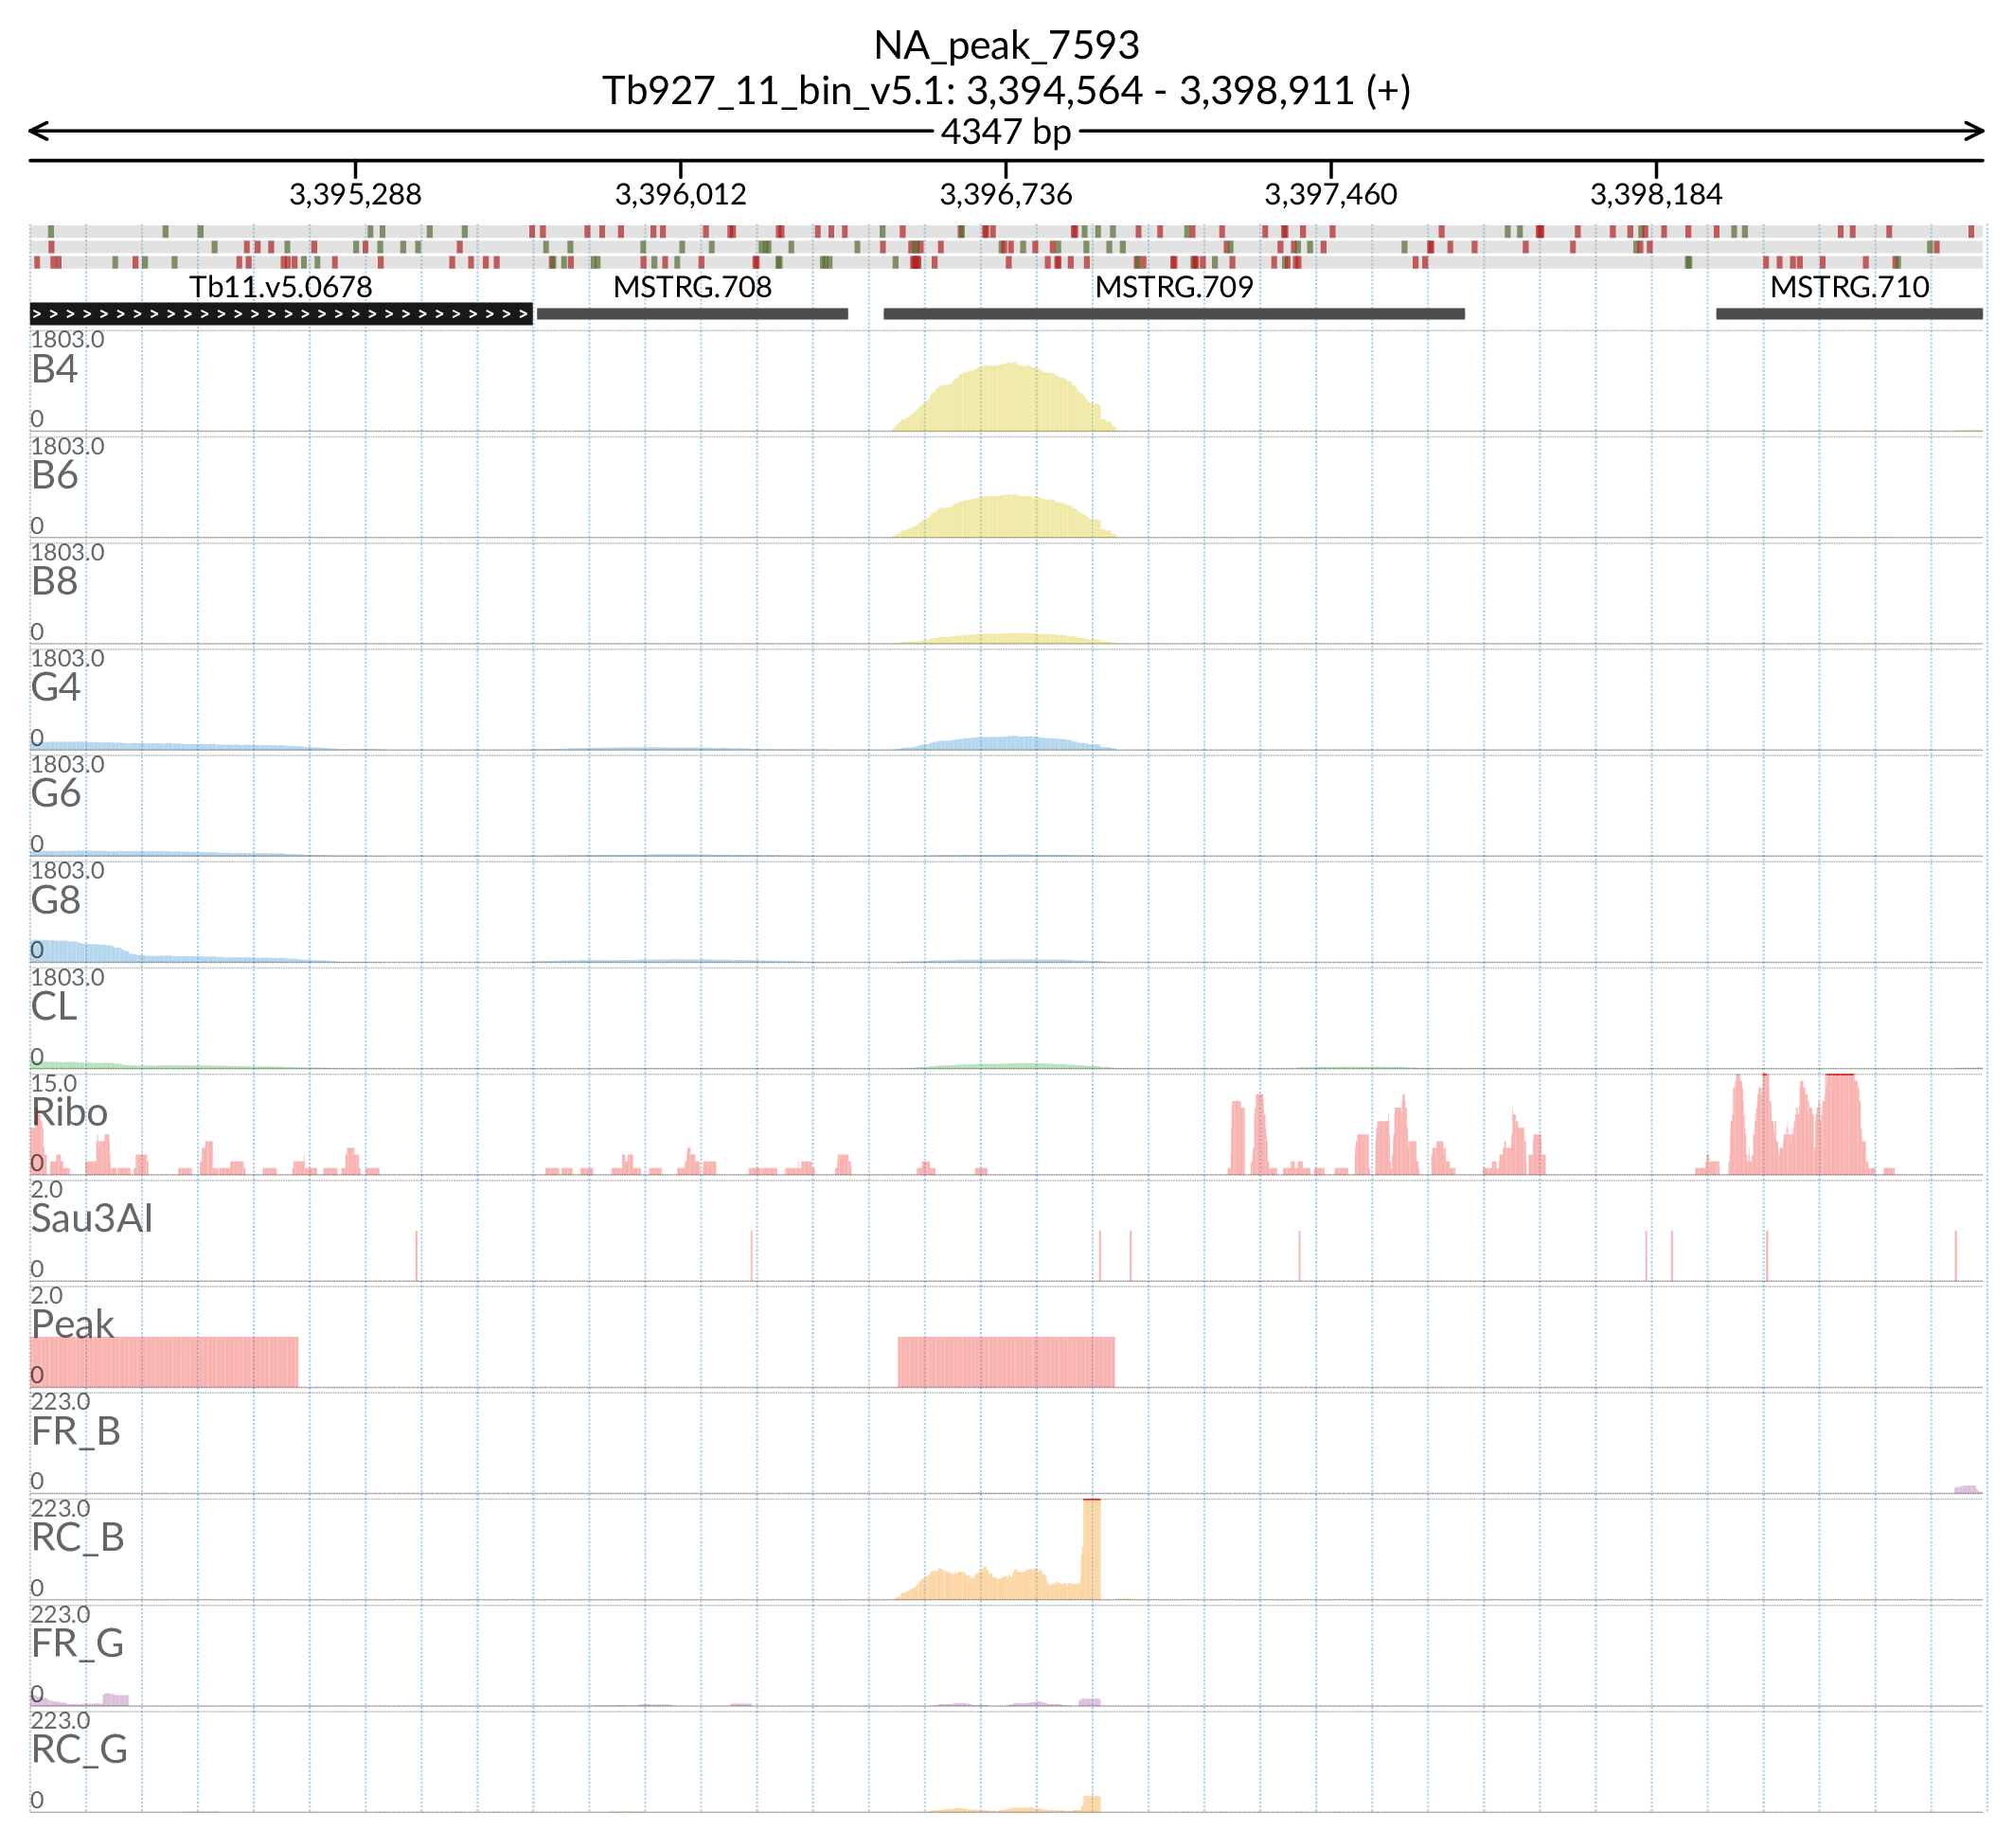 NA_peak_7593
Tb927_11_bin_v5.1: 3,394,564 - 3,398,911 (+)
4347 bp
3,395,288 3,396,012 3,396,736 3,397,460 3,398,184
Tb11.v5.0678 MSTRG.708 MSTRG.709 MSTRG.710
1803.0
B4
0
1803.0
B6
0
1803.0
B8
0
1803.0
G4
0
1803.0
G6
0
1803.0
G8
0
1803.0
CL
0
15.0
Ribo
0
2.0
Sau3AI
0
2.0
Peak
0
223.0
FR_B
0
223.0
RC_B
0
223.0
FR_G
0
223.0
RC_G
0